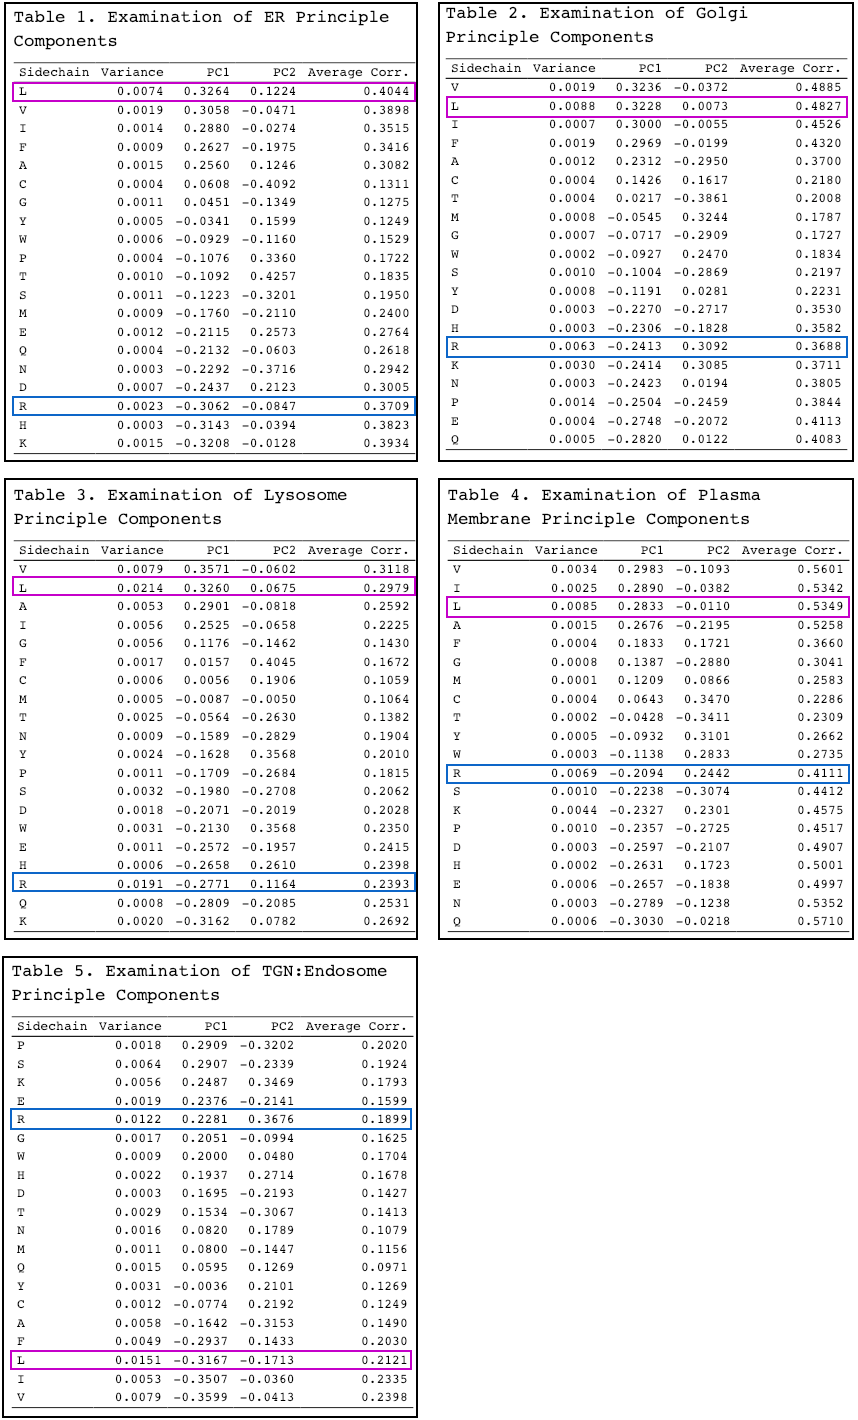 Table 1. Examination of ER Principle
Components
Sidechain Variance PC1 PC2 Average Corr.
L 0.0074 0.3264 0.1224 0.4044
V 0.0019 0.3058 −0.0471 0.3898
I 0.0014 0.2880 −0.0274 0.3515
F 0.0009 0.2627 −0.1975 0.3416
A 0.0015 0.2560 0.1246 0.3082
C 0.0004 0.0608 −0.4092 0.1311
G 0.0011 0.0451 −0.1349 0.1275
Y 0.0005 −0.0341 0.1599 0.1249
W 0.0006 −0.0929 −0.1160 0.1529
P 0.0004 −0.1076 0.3360 0.1722
T 0.0010 −0.1092 0.4257 0.1835
S 0.0011 −0.1223 −0.3201 0.1950
M 0.0009 −0.1760 −0.2110 0.2400
E 0.0012 −0.2115 0.2573 0.2764
Q 0.0004 −0.2132 −0.0603 0.2618
N 0.0003 −0.2292 −0.3716 0.2942
D 0.0007 −0.2437 0.2123 0.3005
R 0.0023 −0.3062 −0.0847 0.3709
H 0.0003 −0.3143 −0.0394 0.3823
K 0.0015 −0.3208 −0.0128 0.3934
Table 2. Examination of Golgi
Principle Components
Sidechain Variance PC1 PC2 Average Corr.
V 0.0019 0.3236 −0.0372 0.4885
L 0.0088 0.3228 0.0073 0.4827
I 0.0007 0.3000 −0.0055 0.4526
F 0.0019 0.2969 −0.0199 0.4320
A 0.0012 0.2312 −0.2950 0.3700
C 0.0004 0.1426 0.1617 0.2180
T 0.0004 0.0217 −0.3861 0.2008
M 0.0008 −0.0545 0.3244 0.1787
G 0.0007 −0.0717 −0.2909 0.1727
W 0.0002 −0.0927 0.2470 0.1834
S 0.0010 −0.1004 −0.2869 0.2197
Y 0.0008 −0.1191 0.0281 0.2231
D 0.0003 −0.2270 −0.2717 0.3530
H 0.0003 −0.2306 −0.1828 0.3582
R 0.0063 −0.2413 0.3092 0.3688
K 0.0030 −0.2414 0.3085 0.3711
N 0.0003 −0.2423 0.0194 0.3805
P 0.0014 −0.2504 −0.2459 0.3844
E 0.0004 −0.2748 −0.2072 0.4113
Q 0.0005 −0.2820 0.0122 0.4083
Table 3. Examination of Lysosome
Principle Components
Sidechain Variance PC1 PC2 Average Corr.
V 0.0079 0.3571 −0.0602 0.3118
L 0.0214 0.3260 0.0675 0.2979
A 0.0053 0.2901 −0.0818 0.2592
I 0.0056 0.2525 −0.0658 0.2225
G 0.0056 0.1176 −0.1462 0.1430
F 0.0017 0.0157 0.4045 0.1672
C 0.0006 0.0056 0.1906 0.1059
M 0.0005 −0.0087 −0.0050 0.1064
T 0.0025 −0.0564 −0.2630 0.1382
N 0.0009 −0.1589 −0.2829 0.1904
Y 0.0024 −0.1628 0.3568 0.2010
P 0.0011 −0.1709 −0.2684 0.1815
S 0.0032 −0.1980 −0.2708 0.2062
D 0.0018 −0.2071 −0.2019 0.2028
W 0.0031 −0.2130 0.3568 0.2350
E 0.0011 −0.2572 −0.1957 0.2415
H 0.0006 −0.2658 0.2610 0.2398
R 0.0191 −0.2771 0.1164 0.2393
Q 0.0008 −0.2809 −0.2085 0.2531
K 0.0020 −0.3162 0.0782 0.2692
Table 4. Examination of Plasma
Membrane Principle Components
Sidechain Variance PC1 PC2 Average Corr.
V 0.0034 0.2983 −0.1093 0.5601
I 0.0025 0.2890 −0.0382 0.5342
L 0.0085 0.2833 −0.0110 0.5349
A 0.0015 0.2676 −0.2195 0.5258
F 0.0004 0.1833 0.1721 0.3660
G 0.0008 0.1387 −0.2880 0.3041
M 0.0001 0.1209 0.0866 0.2583
C 0.0004 0.0643 0.3470 0.2286
T 0.0002 −0.0428 −0.3411 0.2309
Y 0.0005 −0.0932 0.3101 0.2662
W 0.0003 −0.1138 0.2833 0.2735
R 0.0069 −0.2094 0.2442 0.4111
S 0.0010 −0.2238 −0.3074 0.4412
K 0.0044 −0.2327 0.2301 0.4575
P 0.0010 −0.2357 −0.2725 0.4517
D 0.0003 −0.2597 −0.2107 0.4907
H 0.0002 −0.2631 0.1723 0.5001
E 0.0006 −0.2657 −0.1838 0.4997
N 0.0003 −0.2789 −0.1238 0.5352
Q 0.0006 −0.3030 −0.0218 0.5710
Table 5. Examination of TGN:Endosome
Principle Components
Sidechain Variance PC1 PC2 Average Corr.
P 0.0018 0.2909 −0.3202 0.2020
S 0.0064 0.2907 −0.2339 0.1924
K 0.0056 0.2487 0.3469 0.1793
E 0.0019 0.2376 −0.2141 0.1599
R 0.0122 0.2281 0.3676 0.1899
G 0.0017 0.2051 −0.0994 0.1625
W 0.0009 0.2000 0.0480 0.1704
H 0.0022 0.1937 0.2714 0.1678
D 0.0003 0.1695 −0.2193 0.1427
T 0.0029 0.1534 −0.3067 0.1413
N 0.0016 0.0820 0.1789 0.1079
M 0.0011 0.0800 −0.1447 0.1156
Q 0.0015 0.0595 0.1269 0.0971
Y 0.0031 −0.0036 0.2101 0.1269
C 0.0012 −0.0774 0.2192 0.1249
A 0.0058 −0.1642 −0.3153 0.1490
F 0.0049 −0.2937 0.1433 0.2030
L 0.0151 −0.3167 −0.1713 0.2121
I 0.0053 −0.3507 −0.0360 0.2335
V 0.0079 −0.3599 −0.0413 0.2398